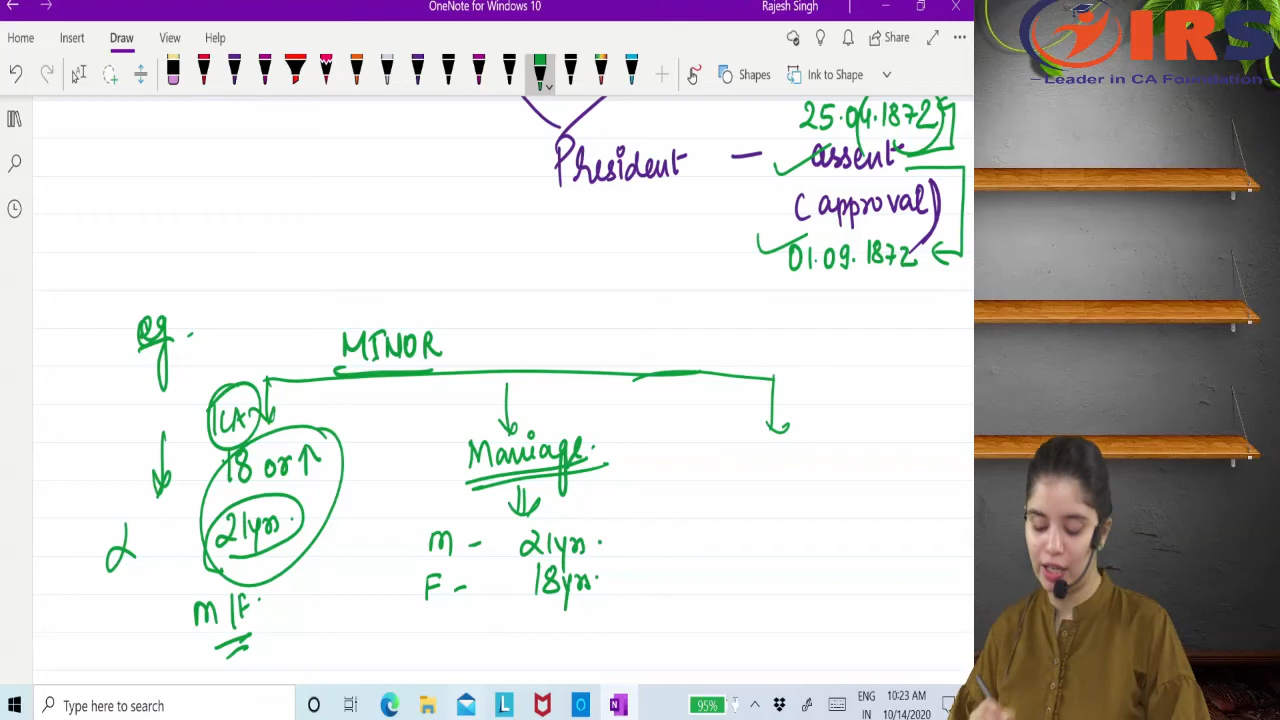 OneNote for Windows 10
Rajesh Singh
Home Insert Draw View Help
Share
Shapes
Ink to Shape
IRS
-Leader in CA Foundation-
25.04.1872
President - assent
(approval)
01.09.1872
eg.
MINOR
ICA
18 or ↑
21yrs.
M/F.
Marriage.
M - 21yrs.
F - 18yrs.
Type here to search
95%
ENG
IN
10:23 AM
10/14/2020